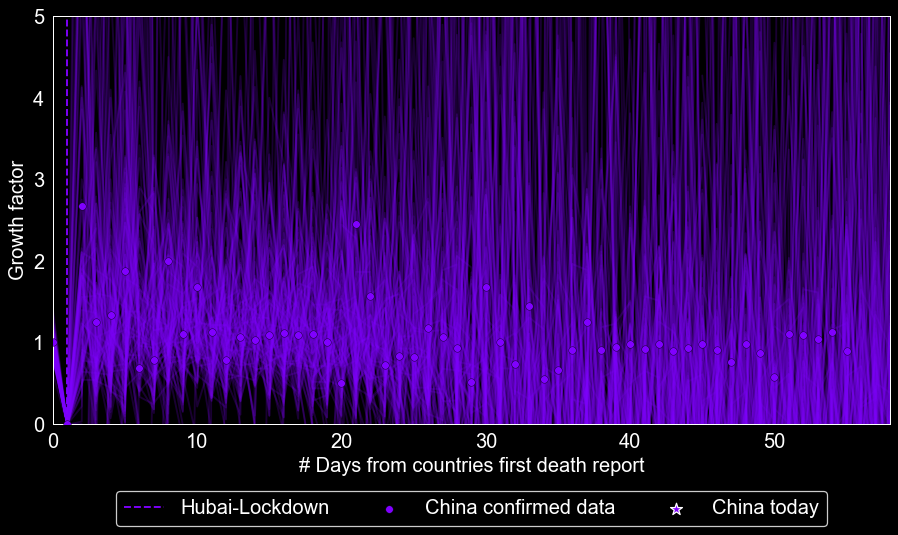 5
4
3
2
1
0
Growth factor
0 10 20 30 40 50
# Days from countries first death report
Hubai-Lockdown China confirmed data China today